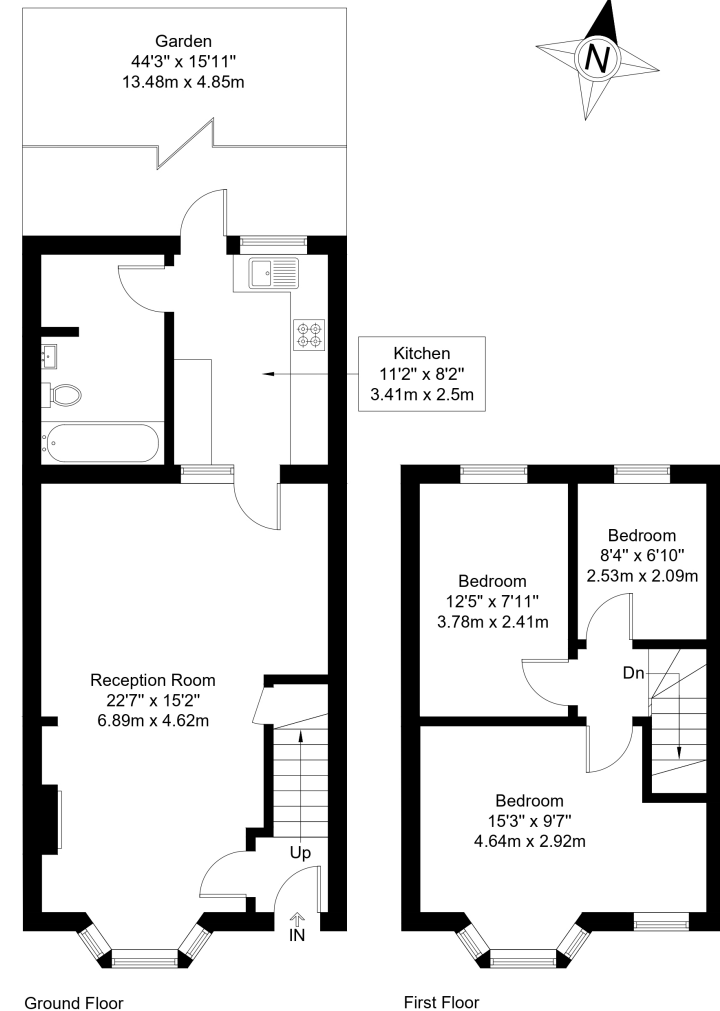 Garden
44'3" x 15'11"
13.48m x 4.85m
N
Kitchen
11'2" x 8'2"
3.41m x 2.5m
Reception Room
22'7" x 15'2"
6.89m x 4.62m
Up
IN
Ground Floor
Bedroom
8'4" x 6'10"
2.53m x 2.09m
Bedroom
12'5" x 7'11"
3.78m x 2.41m
Dn
Bedroom
15'3" x 9'7"
4.64m x 2.92m
First Floor